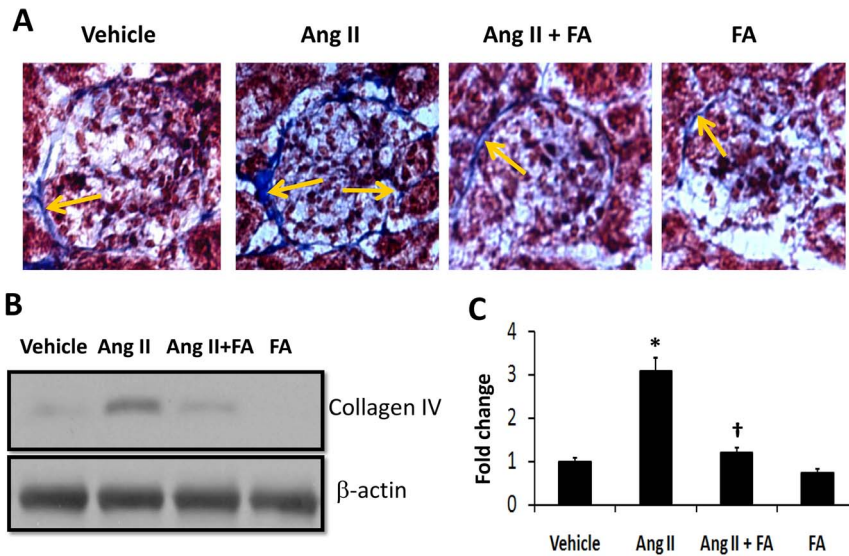 A
Vehicle Ang II Ang II + FA FA
B
Vehicle Ang II Ang II+FA FA
Collagen IV
β-actin
C
Fold change
4
3
2
1
0
*
†
Vehicle Ang II Ang II + FA FA